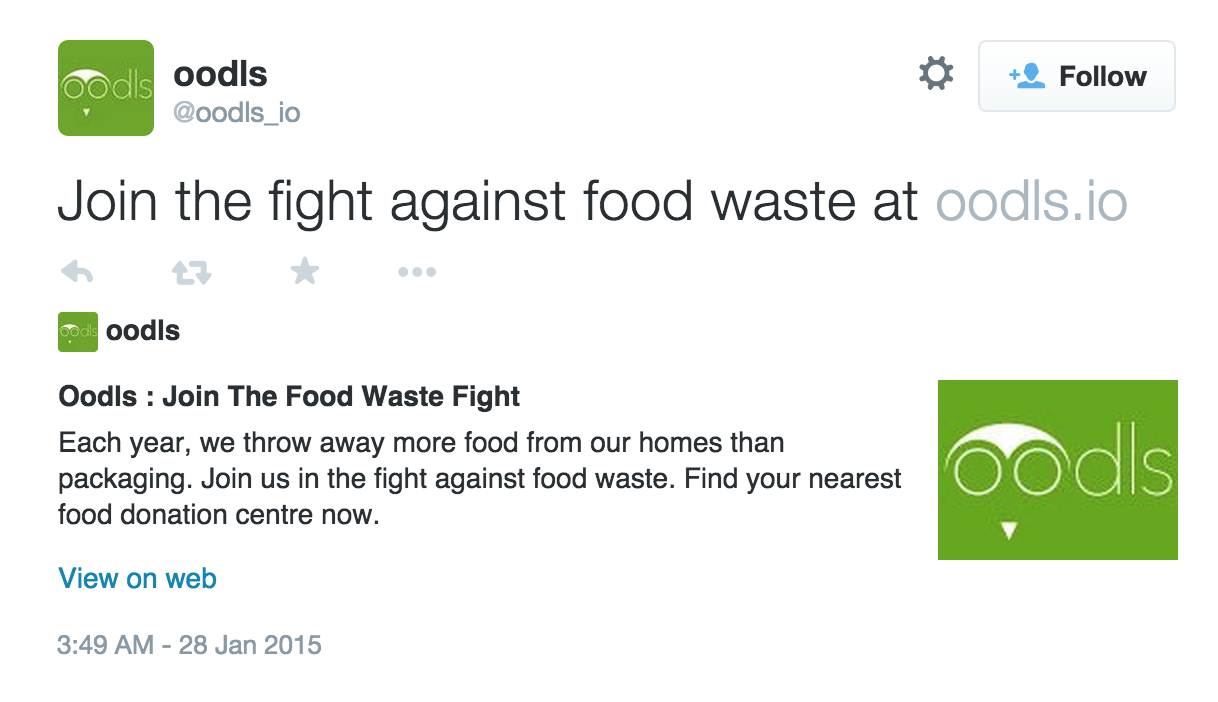 oodls
oodls
@oodls_io
Follow
Join the fight against food waste at oodls.io
oodls
oodls
Oodls : Join The Food Waste Fight
Each year, we throw away more food from our homes than
packaging. Join us in the fight against food waste. Find your nearest
food donation centre now.
oodls
View on web
3:49 AM - 28 Jan 2015